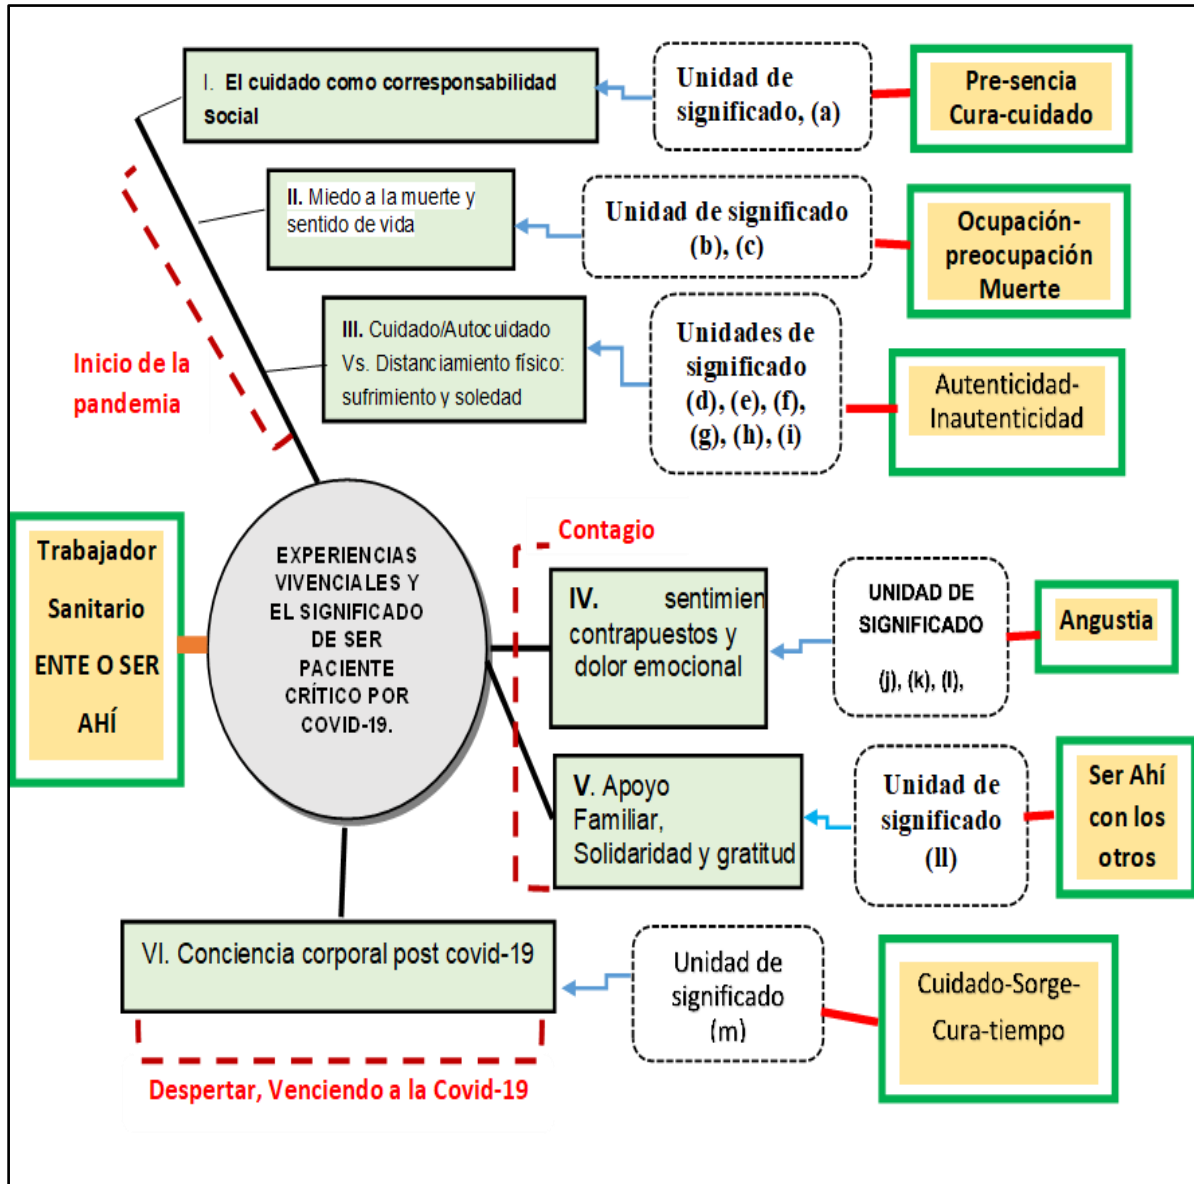 I. El cuidado como corresponsabilidad
social
Unidad de
significado, (a)
Pre-sencia
Cura-cuidado
II. Miedo a la muerte y
sentido de vida
Unidad de significado
(b), (c)
Ocupación-
preocupación
Muerte
III. Cuidado/Autocuidado
Vs. Distanciamiento físico:
sufrimiento y soledad
Unidades de
significado
(d), (e), (f),
(g), (h), (i)
Autenticidad-
Inautenticidad
Inicio de la
pandemia
Trabajador
Sanitario
ENTE O SER
AHÍ
EXPERIENCIAS
VIVENCIALES Y
EL SIGNIFICADO
DE SER
PACIENTE
CRÍTICO POR
COVID-19.
Contagio
IV. sentimien
contrapuestos y
dolor emocional
UNIDAD DE
SIGNIFICADO
(j), (k), (l),
Angustia
V. Apoyo
Familiar,
Solidaridad y gratitud
Unidad de
significado
(ll)
Ser Ahí
con los
otros
VI. Conciencia corporal post covid-19
Unidad de
significado
(m)
Cuidado-Sorge-
Cura-tiempo
Despertar, Venciendo a la Covid-19